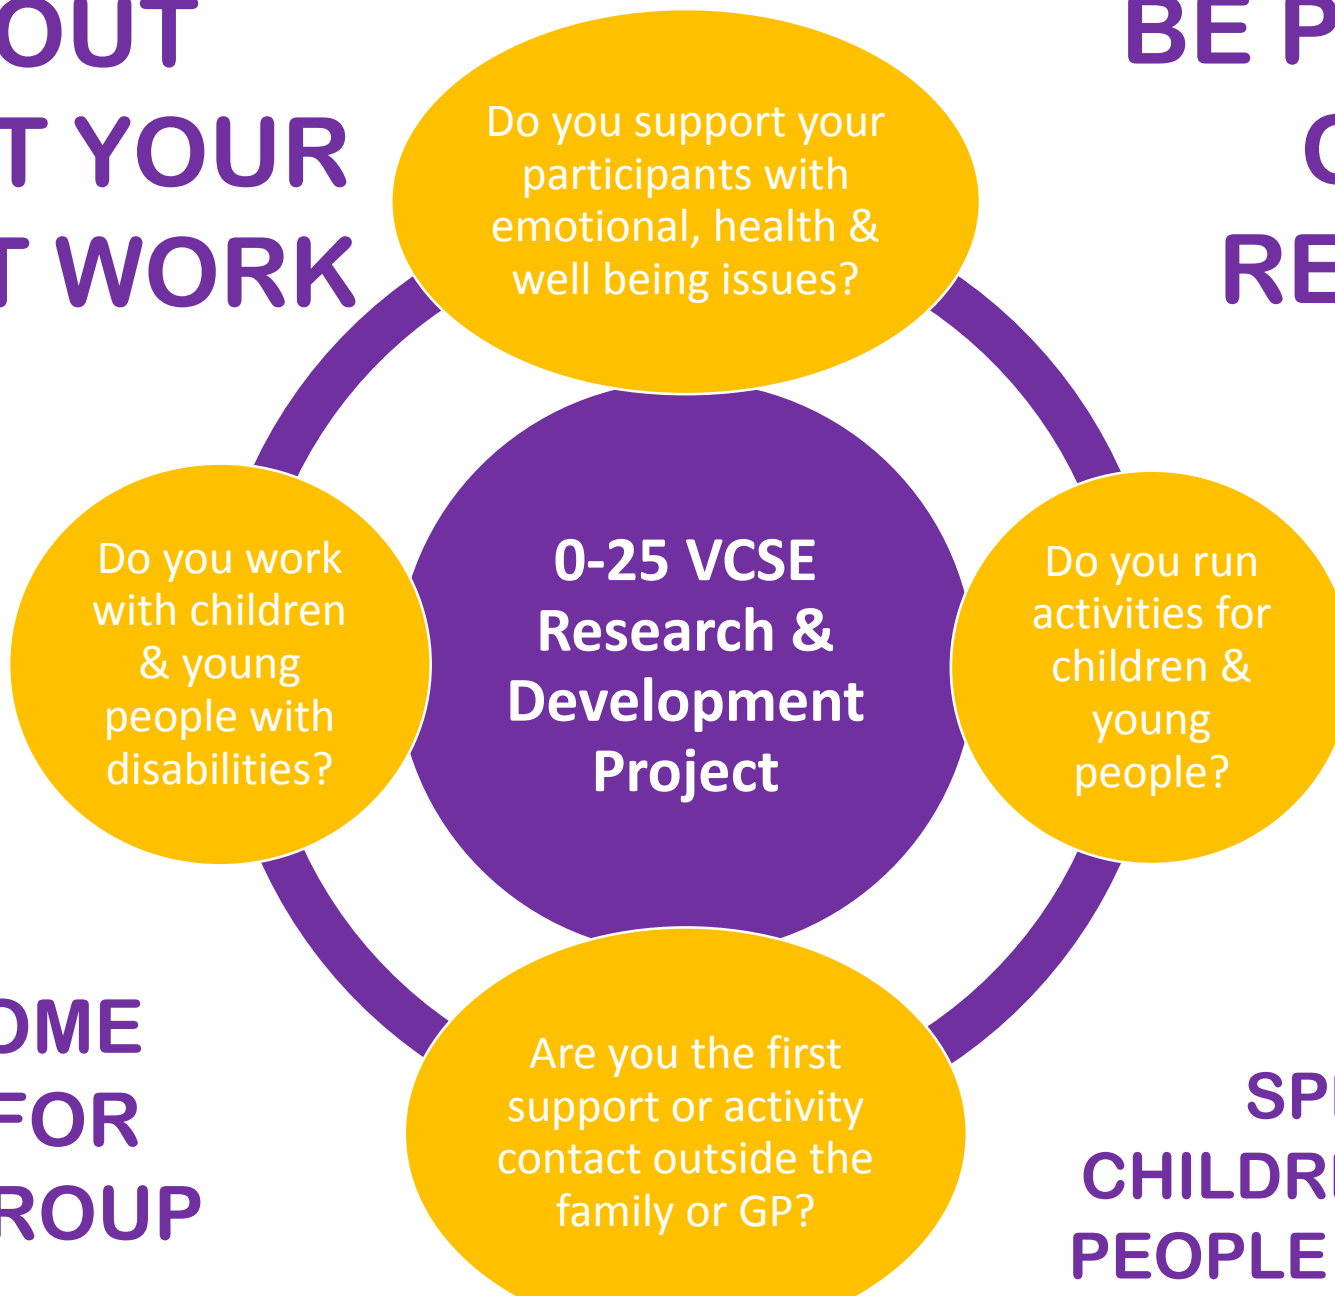 OUT
T YOUR
T WORK
BE P
RE
Do you support your
participants with
emotional, health &
well being issues?
Do you work
with children
& young
people with
disabilities?
0-25 VCSE
Research &
Development
Project
Do you run
activities for
children &
young
people?
Are you the first
support or activity
contact outside the
family or GP?
OME
FOR
ROUP
SP
CHILDR
PEOPLE